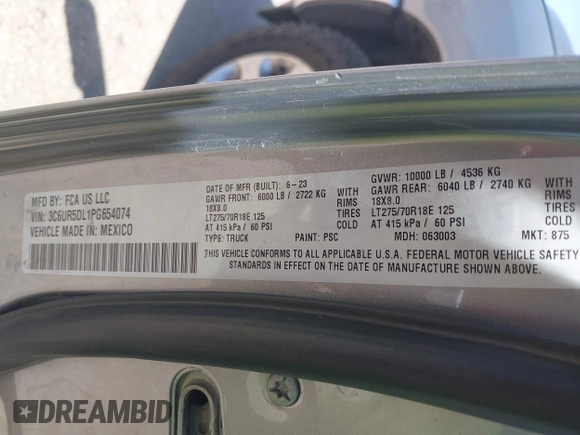 MFD BY: FCA US LLC
VIN: 3C6UR5DL1PG654074
VEHICLE MADE IN: MEXICO
DATE OF MFR (BUILT): 6-23
GAWR FRONT: 6000 LB / 2722 KG WITH
18X8.0 RIMS
LT275/70R18E 125 TIRES
AT 415 kPa / 60 PSI
TYPE: TRUCK PAINT: PSC
GVWR: 10000 LB / 4536 KG
GAWR REAR: 6040 LB / 2740 KG WITH
18X8.0 RIMS
LT275/70R18E 125 TIRES
AT 415 kPa / 60 PSI
MDH: 063003 MKT: 875
THIS VEHICLE CONFORMS TO ALL APPLICABLE U.S.A. FEDERAL MOTOR VEHICLE SAFETY
STANDARDS IN EFFECT ON THE DATE OF MANUFACTURE SHOWN ABOVE.
DREAMBID